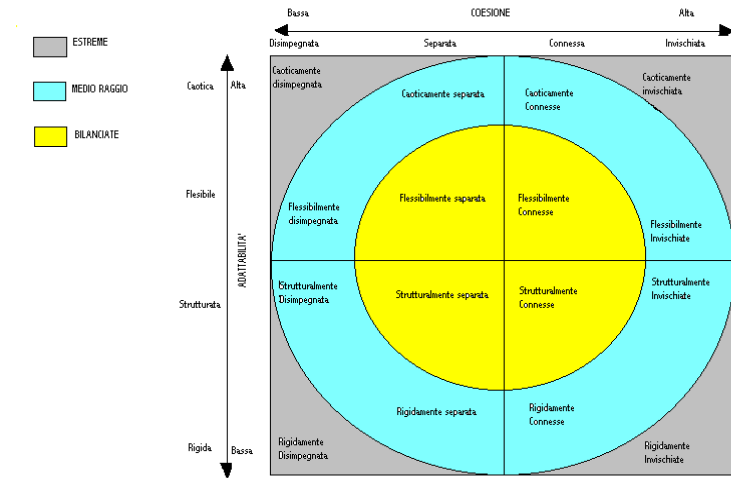 Bassa COESIONE Alta
Disimpegnata Separata Connessa Invischiata
ESTREME
MEDIO RAGGIO
BILANCIATE
Caotica Alta
Flesibile
ADATTABILITA'
Strutturata
Rigida Bassa
Caoticamente
disimpegnata
Caoticamente separata
Caoticamente
Connesse
Caoticamente
invischiata
Flessibilmente
disimpegnata
Flessibilmente saparata
Flessibilmente
Connesse
Flessibilmente
Invischiate
Strutturalmente
Disimpegnata
Strutturalmente separata
Strutturalmente
Connesse
Strutturalmente
Invischiate
Rigidamente
Disimpegnata
Rigidamente separata
Rigidamente
Connesse
Rigidamente
Invischiate